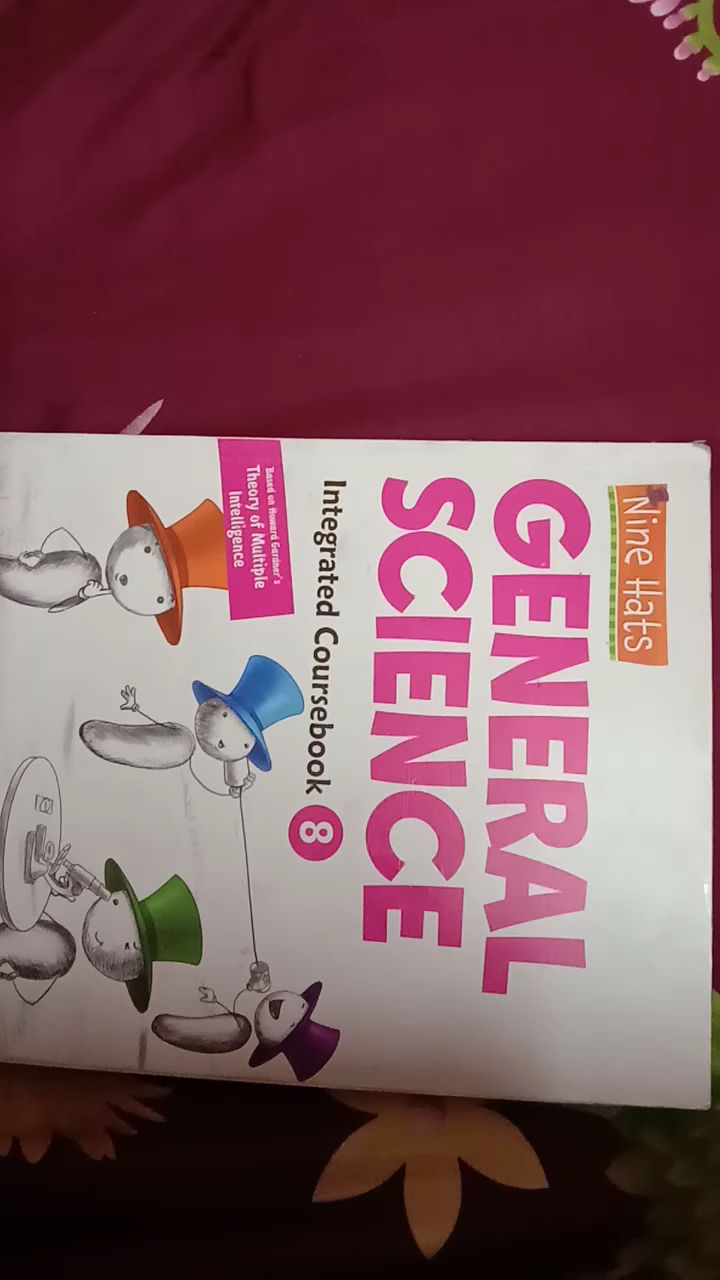 Nine Hats
GENERAL
SCIENCE
Integrated Coursebook 8
Based on Howard Gardner's
Theory of Multiple
Intelligence